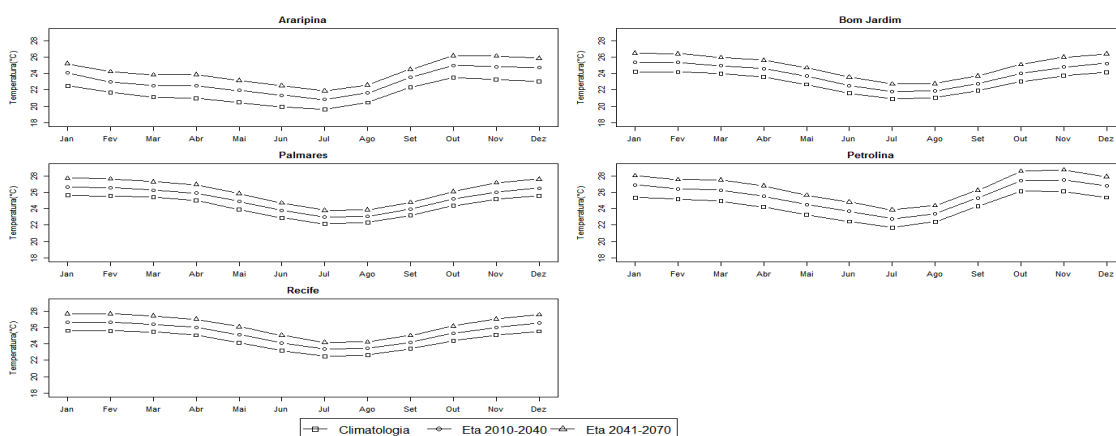 Araripina
Temperatura(°C)
28
26
24
22
20
18
Jan Fev Mar Abr Mai Jun Jul Ago Set Out Nov Dez
Bom Jardim
Temperatura(°C)
28
26
24
22
20
18
Jan Fev Mar Abr Mai Jun Jul Ago Set Out Nov Dez
Palmares
Temperatura(°C)
28
26
24
22
20
18
Jan Fev Mar Abr Mai Jun Jul Ago Set Out Nov Dez
Petrolina
Temperatura(°C)
28
26
24
22
20
18
Jan Fev Mar Abr Mai Jun Jul Ago Set Out Nov Dez
Recife
Temperatura(°C)
28
26
24
22
20
18
Jan Fev Mar Abr Mai Jun Jul Ago Set Out Nov Dez
Climatologia Eta 2010-2040 Eta 2041-2070